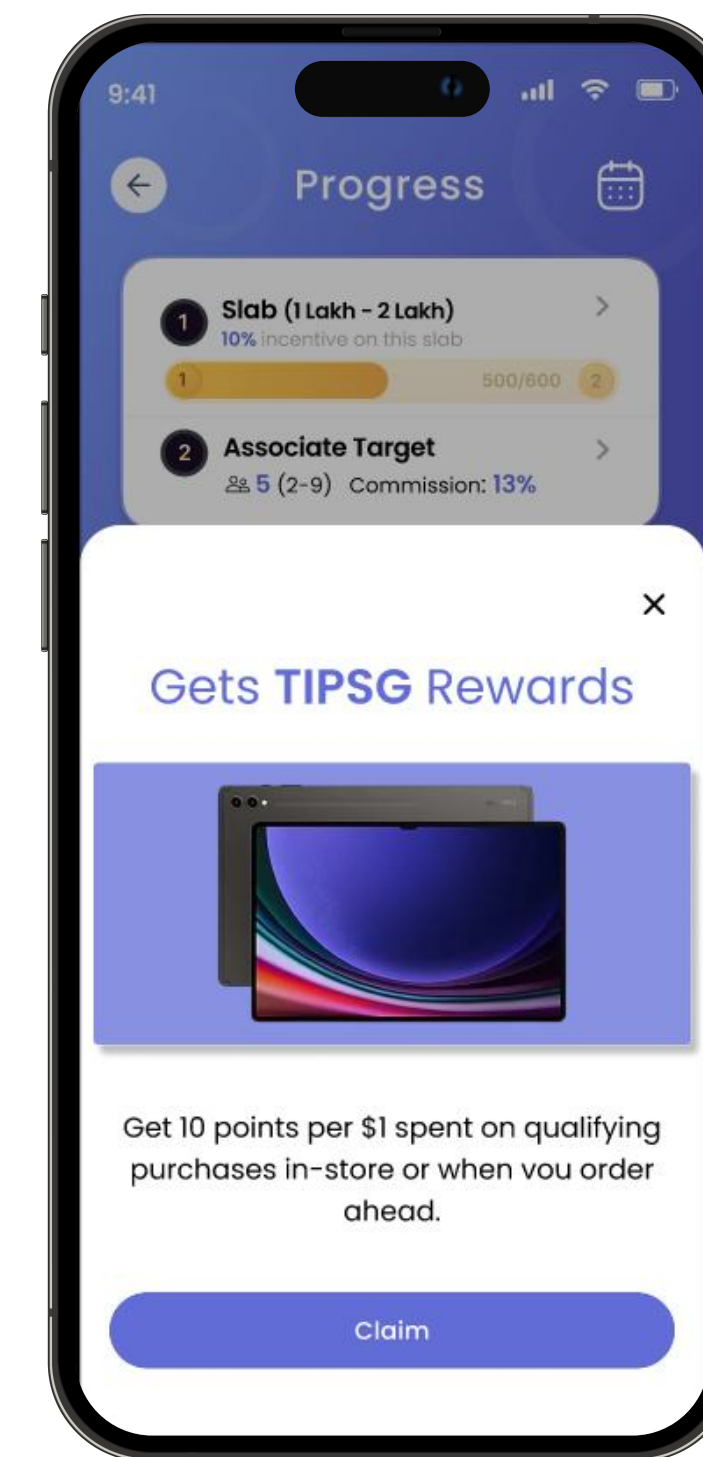 9:41
Progress
1
Slab (1 Lakh - 2 Lakh)
10% incentive on this slab
1
500/600
2
2
Associate Target
5 (2-9) Commission: 13%
Gets TIPSG Rewards
Get 10 points per $1 spent on qualifying
purchases in-store or when vou order
ahead.
Claim